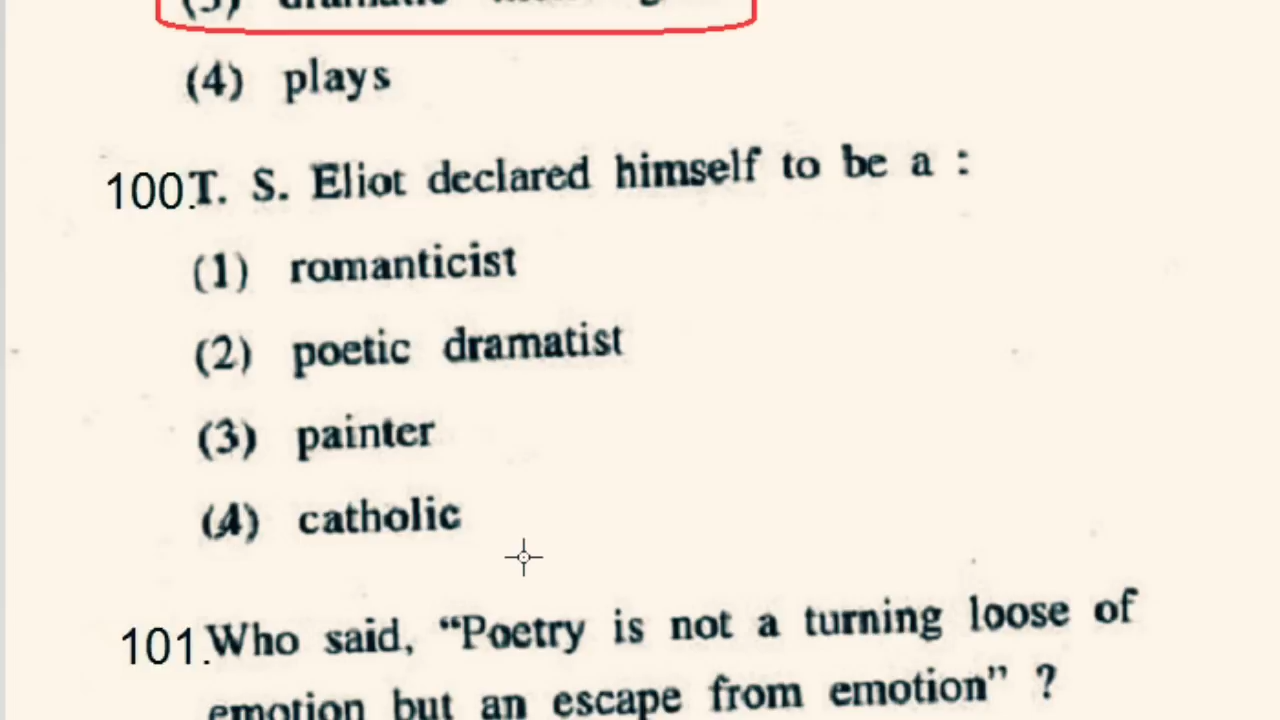 (4) plays
100. T. S. Eliot declared himself to be a :
(1) romanticist
(2) poetic dramatist
(3) painter
(4) catholic
101. Who said, “Poetry is not a turning loose of
emotion but an escape from emotion” ?